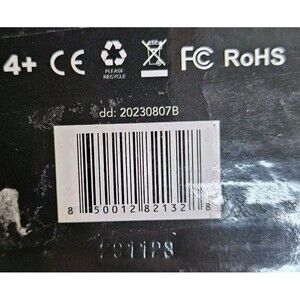 4+ CE PLEASE RECYCLE FC RoHS
dd: 20230807B
8 50012 82132 8